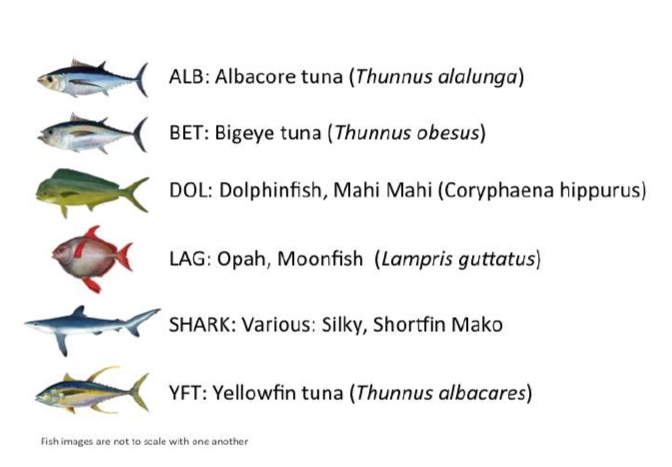 ALB: Albacore tuna (Thunnus alalunga)
BET: Bigeye tuna (Thunnus obesus)
DOL: Dolphinfish, Mahi Mahi (Coryphaena hippurus)
LAG: Opah, Moonfish (Lampris guttatus)
SHARK: Various: Silky, Shortfin Mako
YFT: Yellowfin tuna (Thunnus albacares)
Fish images are not to scale with one another